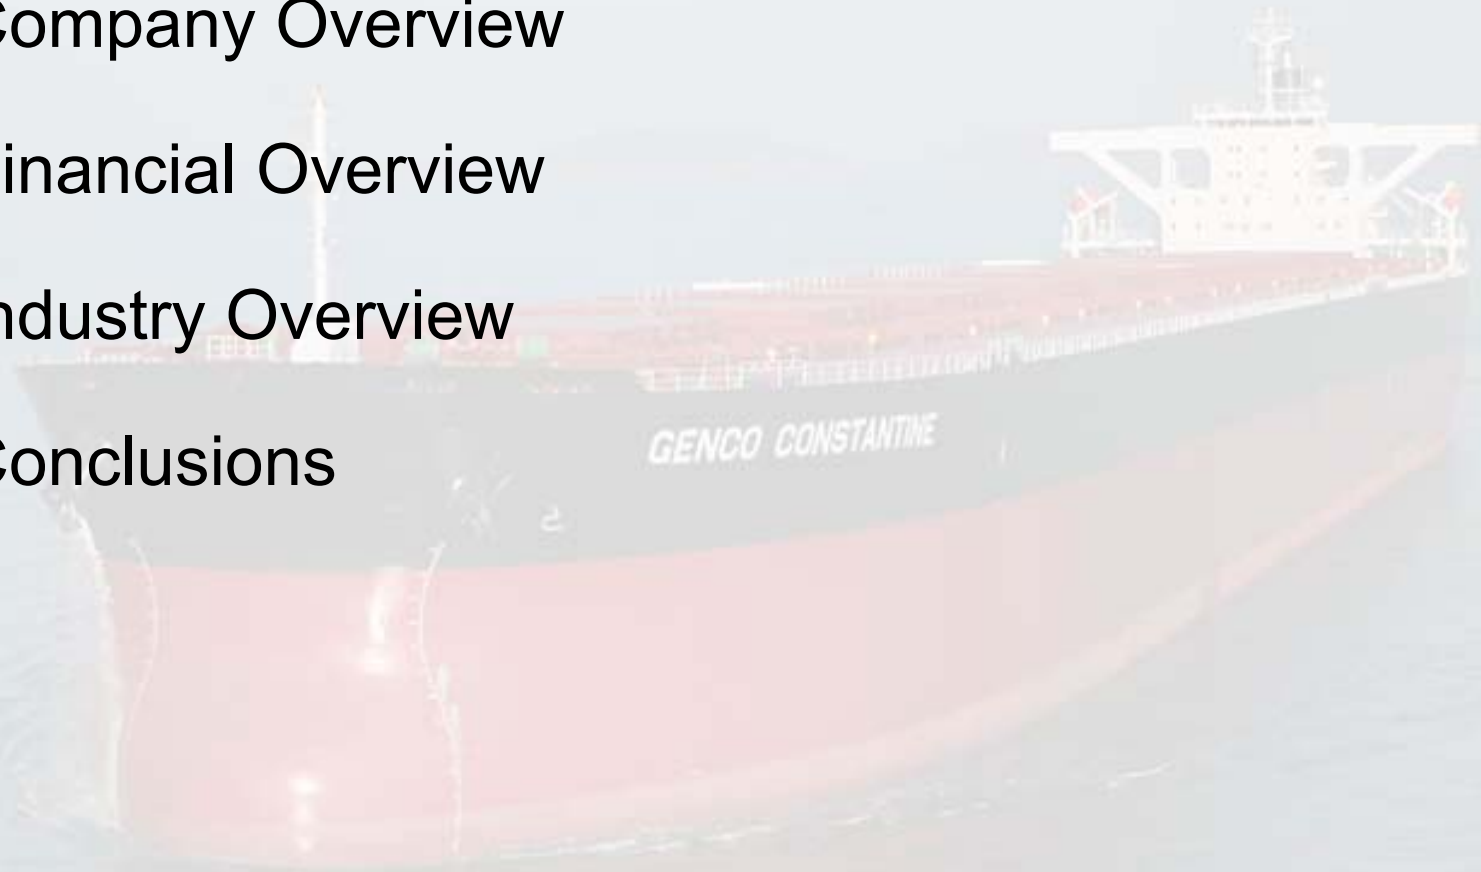 Company Overview
inancial Overview
ndustry Overview
GENCO CONSTANTINE
Conclusions